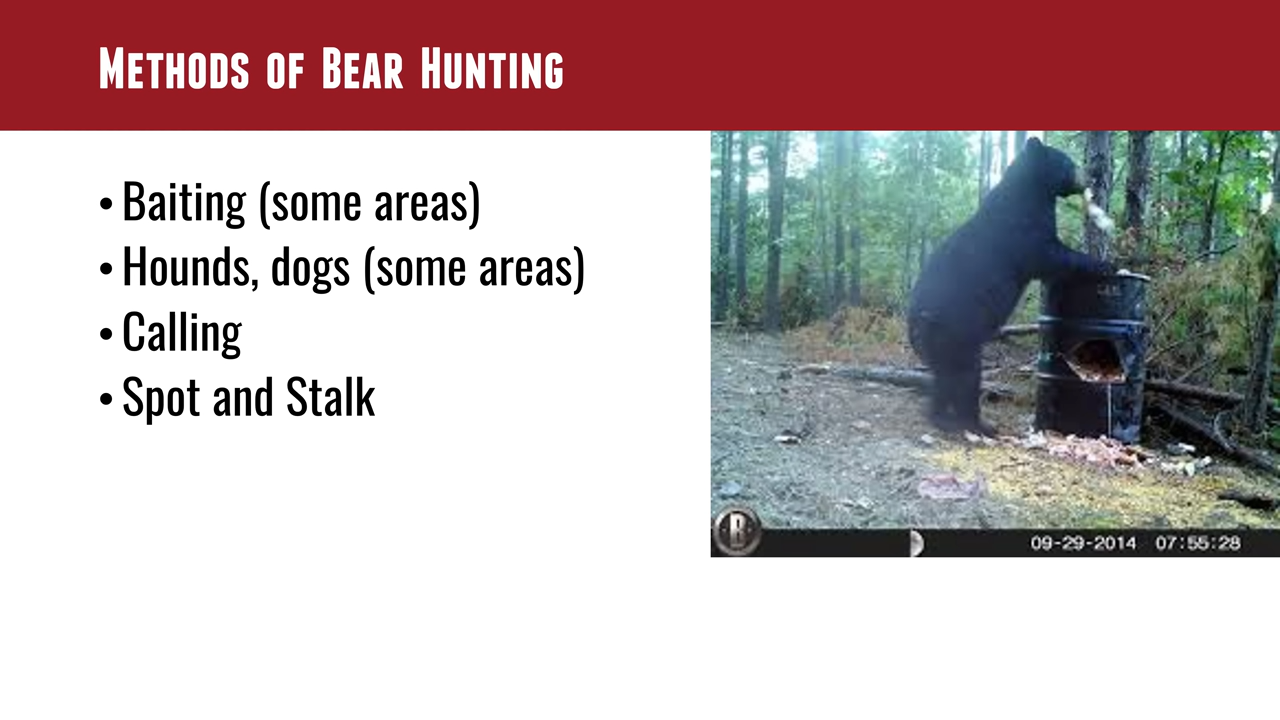 Methods of Bear Hunting
• Baiting (some areas)
• Hounds, dogs (some areas)
• Calling
• Spot and Stalk
B
09-29-2014 07:55:28